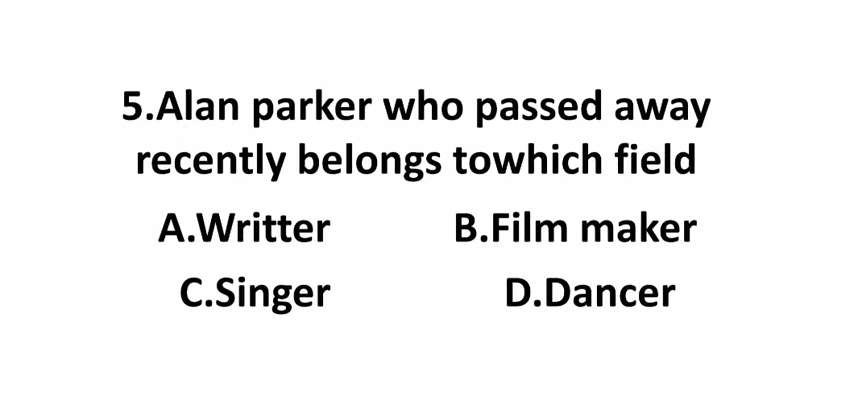 5.Alan parker who passed away
recently belongs towhich field
A.Writter B.Film maker
C.Singer D.Dancer